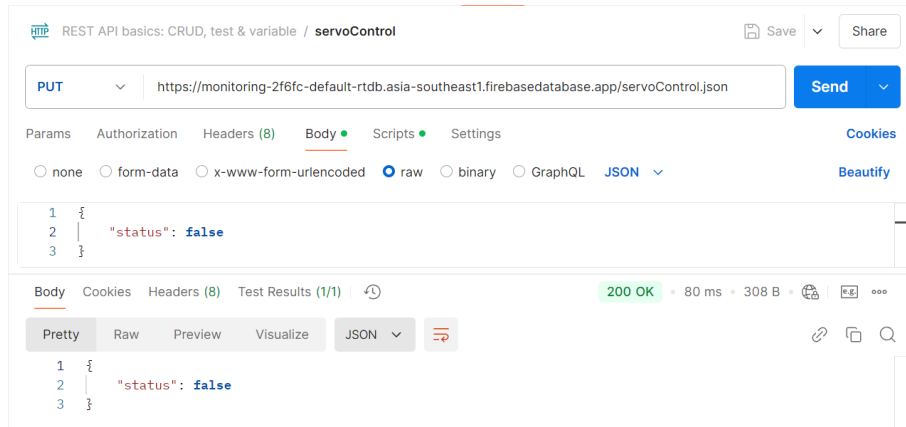 HTTP REST API basics: CRUD, test & variable / servoControl Save Share
PUT https://monitoring-2f6fc-default-rtdb.asia-southeast1.firebasedatabase.app/servoControl.json Send
Params Authorization Headers (8) Body Scripts Settings Cookies
none form-data x-www-form-urlencoded raw binary GraphQL JSON Beautify
1 {
2 "status": false
3 }
Body Cookies Headers (8) Test Results (1/1) 200 OK 80 ms 308 B e.g.
Pretty Raw Preview Visualize JSON
1 {
2 "status": false
3 }